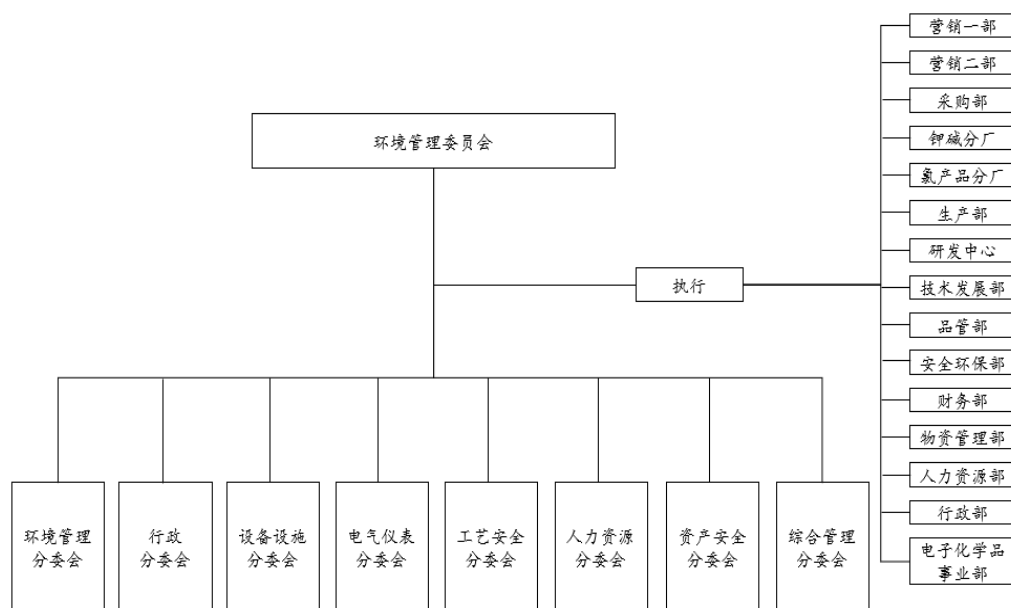 营销一部
营销二部
采购部
环境管理委员会
钾碱分厂
氯产品分厂
生产部
研发中心
执行
技术发展部
品管部
安全环保部
财务部
物资管理部
人力资源部
行政部
电子化学品
事业部
环境管理
分委会
行政
分委会
设备设施
分委会
电气仪表
分委会
工艺安全
分委会
人力资源
分委会
资产安全
分委会
综合管理
分委会